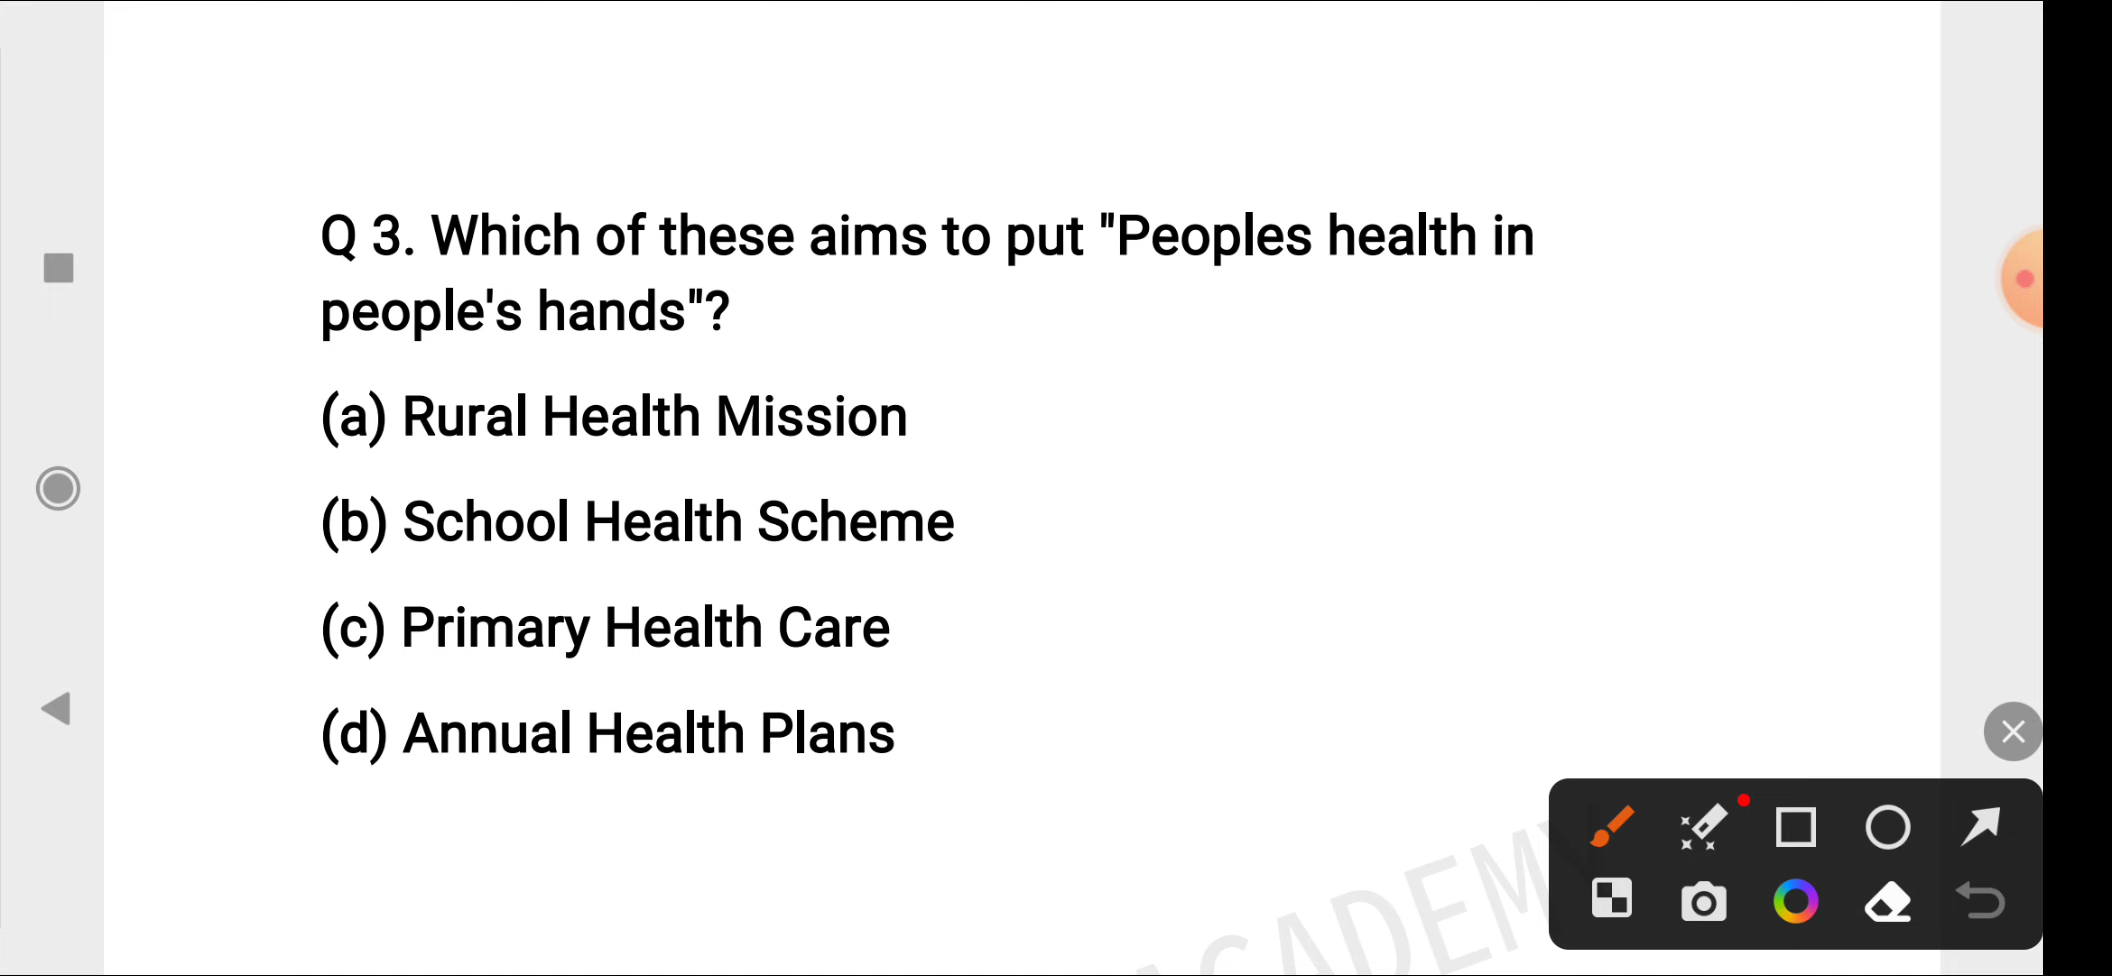 Q 3. Which of these aims to put "Peoples health in
people's hands"?
(a) Rural Health Mission
(b) School Health Scheme
(c) Primary Health Care
(d) Annual Health Plans